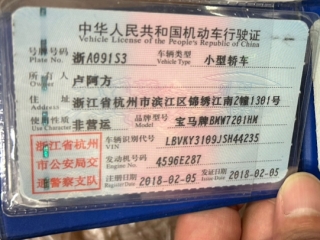 中华人民共和国机动车行驶证
Vehicle License of the People's Republic of China
号牌号码 Plate No. 浙A091S3 车辆类型 Vehicle Type 小型轿车
所有人 Owner 卢阿方
住址 Address 浙江省杭州市滨江区锦绣江南2幢1301号
使用性质 Use Character 非营运 品牌型号 Model 宝马牌BMW7201HM
浙江省杭州 车辆识别代号 VIN LBVKY3109JSH44235
市公安局交 发动机号码 Engine No. 4596E287
通警察支队 注册日期 Register Date 2018-02-05 发证日期 Issue Date 2018-02-05